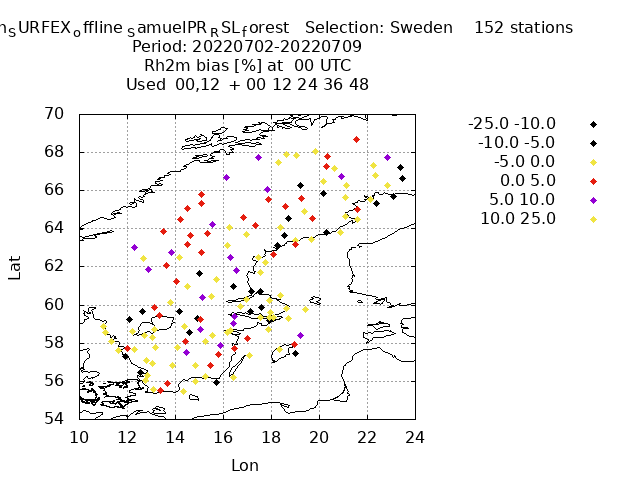 nSURFEXoffline SamuelPRRSLforest   Selection: Sweden    152 stations
Period: 20220702-20220709
Rh2m bias [%] at  00 UTC
Used 00,12 + 00 12 24 36 48
70
68
66
64
62
60
58
56
54
10 12 14 16 18 20 22 24
Lat
Lon
-25.0 -10.0
-10.0 -5.0
-5.0 0.0
0.0 5.0
5.0 10.0
10.0 25.0